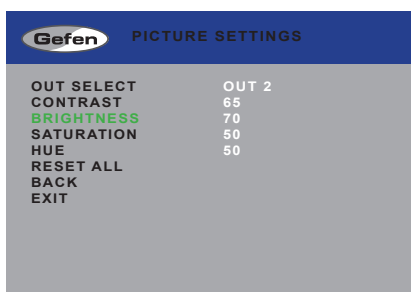 Gefen PICTURE SETTINGS
OUT SELECT OUT 2
CONTRAST 65
BRIGHTNESS 70
SATURATION 50
HUE 50
RESET ALL
BACK
EXIT